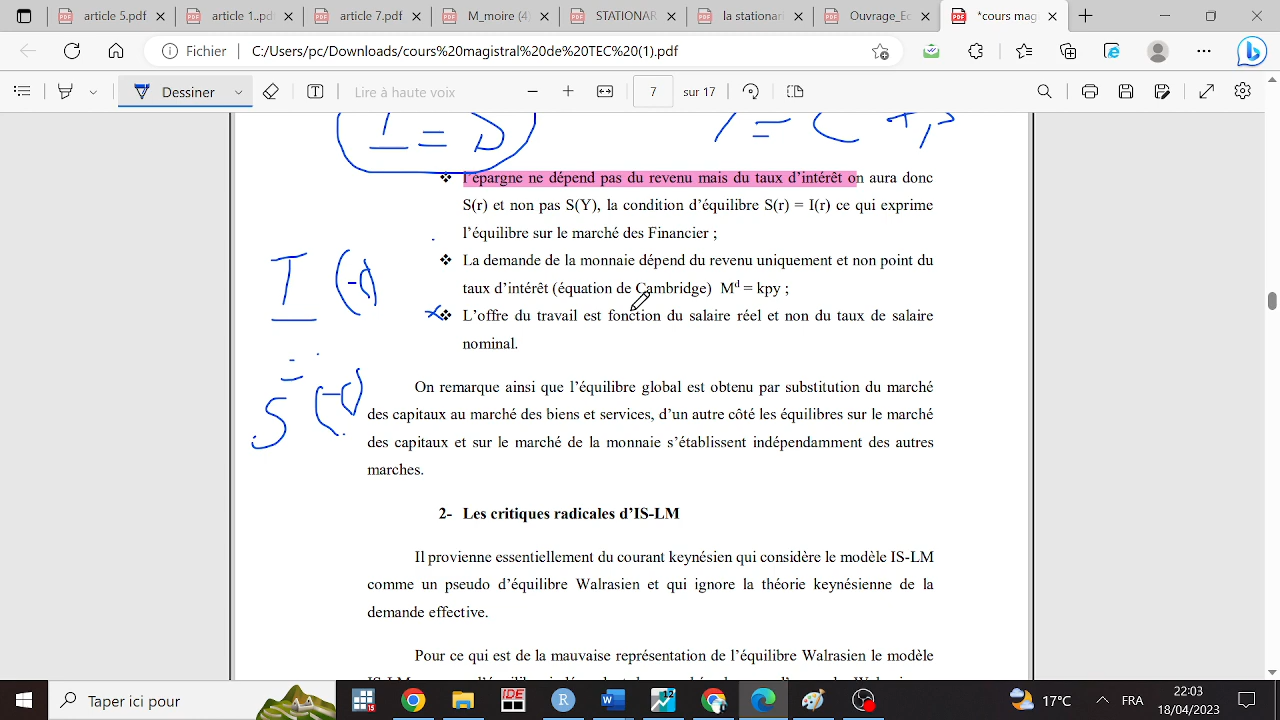 article 5.pdf
article 1.pdf
article 7.pdf
M_moire (4)
STATIONAR
la stationar
Ouvrage_Ec
*cours mag
Fichier C:/Users/pc/Downloads/cours%20magistral%20de%20TEC%20(1).pdf
Dessiner Lire à haute voix 7 sur 17
I = S Y = C +
❖ l'épargne ne dépend pas du revenu mais du taux d'intérêt on aura donc
S(r) et non pas S(Y), la condition d'équilibre S(r) = I(r) ce qui exprime
l'équilibre sur le marché des Financier ;
I (r)
❖ La demande de la monnaie dépend du revenu uniquement et non point du
taux d'intérêt (équation de Cambridge) Mᵈ = kpy ;
❖ L'offre du travail est fonction du salaire réel et non du taux de salaire
nominal.
=
S (r)
On remarque ainsi que l'équilibre global est obtenu par substitution du marché
des capitaux au marché des biens et services, d'un autre côté les équilibres sur le marché
des capitaux et sur le marché de la monnaie s'établissent indépendamment des autres
marches.
2- Les critiques radicales d'IS-LM
Il provienne essentiellement du courant keynésien qui considère le modèle IS-LM
comme un pseudo d'équilibre Walrasien et qui ignore la théorie keynésienne de la
demande effective.
Pour ce qui est de la mauvaise représentation de l'équilibre Walrasien le modèle
Taper ici pour
15
IDE
R
12
17°C
FRA
22:03
18/04/2023